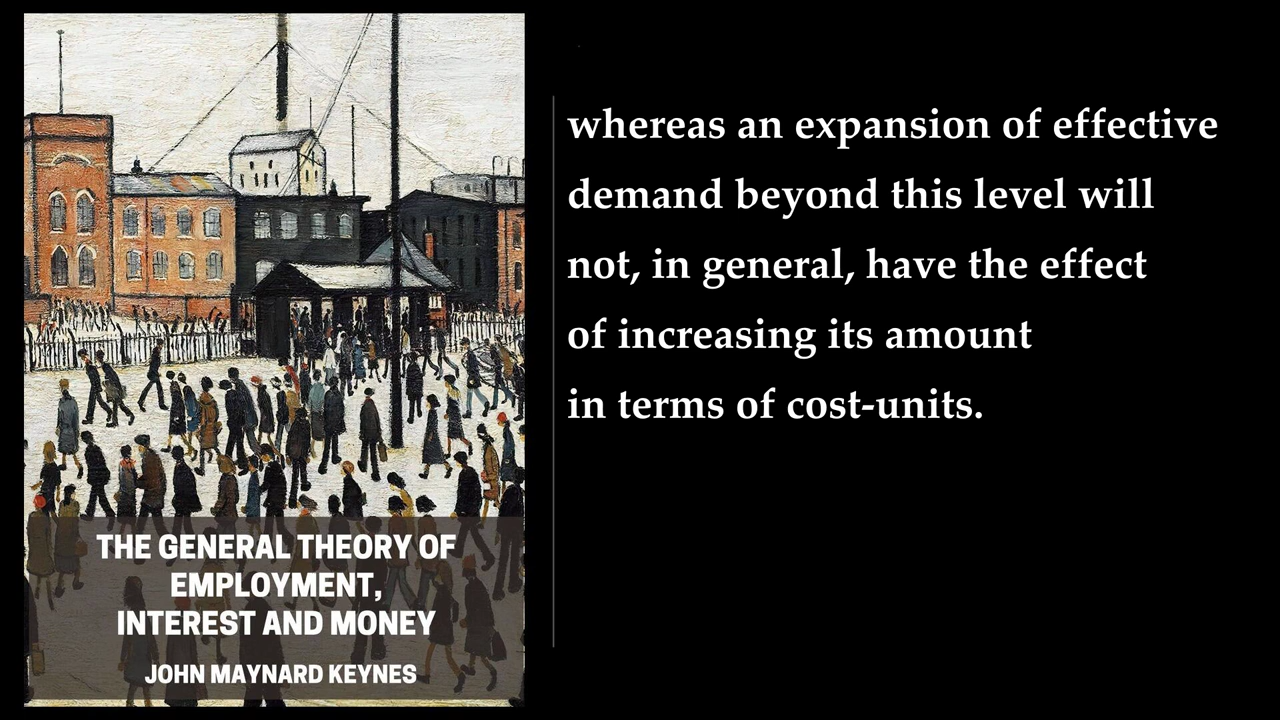 THE GENERAL THEORY OF
EMPLOYMENT,
INTEREST AND MONEY
JOHN MAYNARD KEYNES
whereas an expansion of effective
demand beyond this level will
not, in general, have the effect
of increasing its amount
in terms of cost-units.